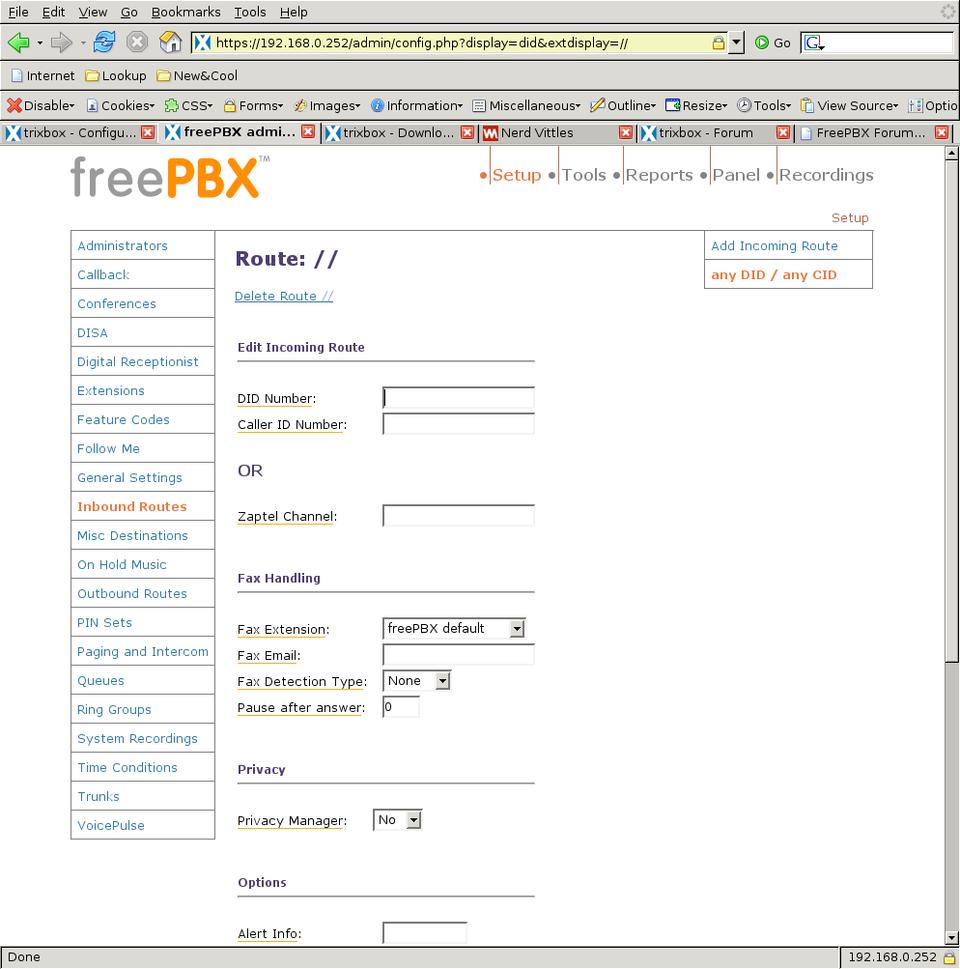 File Edit View Go Bookmarks Tools Help
https://192.168.0.252/admin/config.php?display=did&extdisplay=// Go G
Internet Lookup New&Cool
Disable Cookies CSS Forms Images Information Miscellaneous Outline Resize Tools View Source Optio
trixbox - Configu... freePBX admi... trixbox - Downlo... Nerd Vittles trixbox - Forum FreePBX Forum...
freePBX™
Setup Tools Reports Panel Recordings
Setup
Administrators
Callback
Conferences
DISA
Digital Receptionist
Extensions
Feature Codes
Follow Me
General Settings
Inbound Routes
Misc Destinations
On Hold Music
Outbound Routes
PIN Sets
Paging and Intercom
Queues
Ring Groups
System Recordings
Time Conditions
Trunks
VoicePulse
Route: //
Delete Route //
Edit Incoming Route
DID Number:
Caller ID Number:
OR
Zaptel Channel:
Fax Handling
Fax Extension: freePBX default
Fax Email:
Fax Detection Type: None
Pause after answer: 0
Privacy
Privacy Manager: No
Options
Alert Info:
Add Incoming Route
any DID / any CID
Done 192.168.0.252